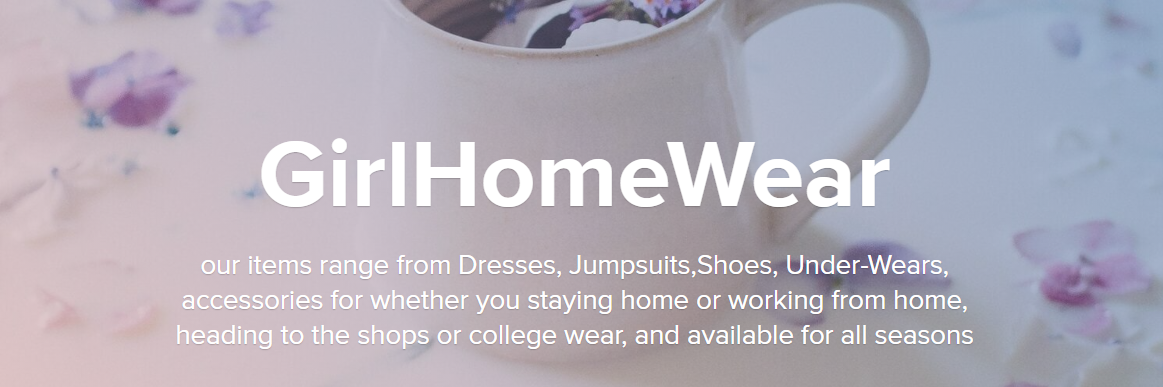 GirlHomeWear
our items range from Dresses, Jumpsuits,Shoes, Under-Wears,
accessories for whether you staying home or working from home,
heading to the shops or college wear, and available for all seasons